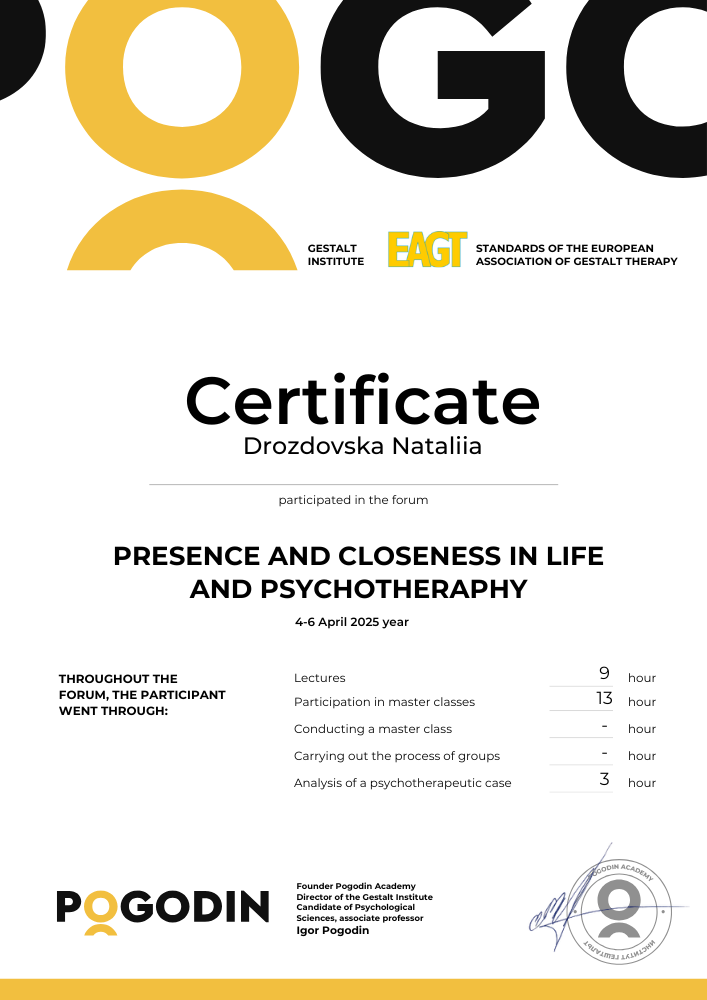 POGO
GESTALT
INSTITUTE
EAGT
STANDARDS OF THE EUROPEAN
ASSOCIATION OF GESTALT THERAPY
Certificate
Drozdovska Nataliia
participated in the forum
PRESENCE AND CLOSENESS IN LIFE
AND PSYCHOTHERAPHY
4-6 April 2025 year
THROUGHOUT THE
FORUM, THE PARTICIPANT
WENT THROUGH:
Lectures 9 hour
Participation in master classes 13 hour
Conducting a master class - hour
Carrying out the process of groups - hour
Analysis of a psychotherapeutic case 3 hour
POGODIN
Founder Pogodin Academy
Director of the Gestalt Institute
Candidate of Psychological
Sciences, associate professor
Igor Pogodin
POGODIN ACADEMY
ИНСТИТУТ ГЕШТАЛЬТ